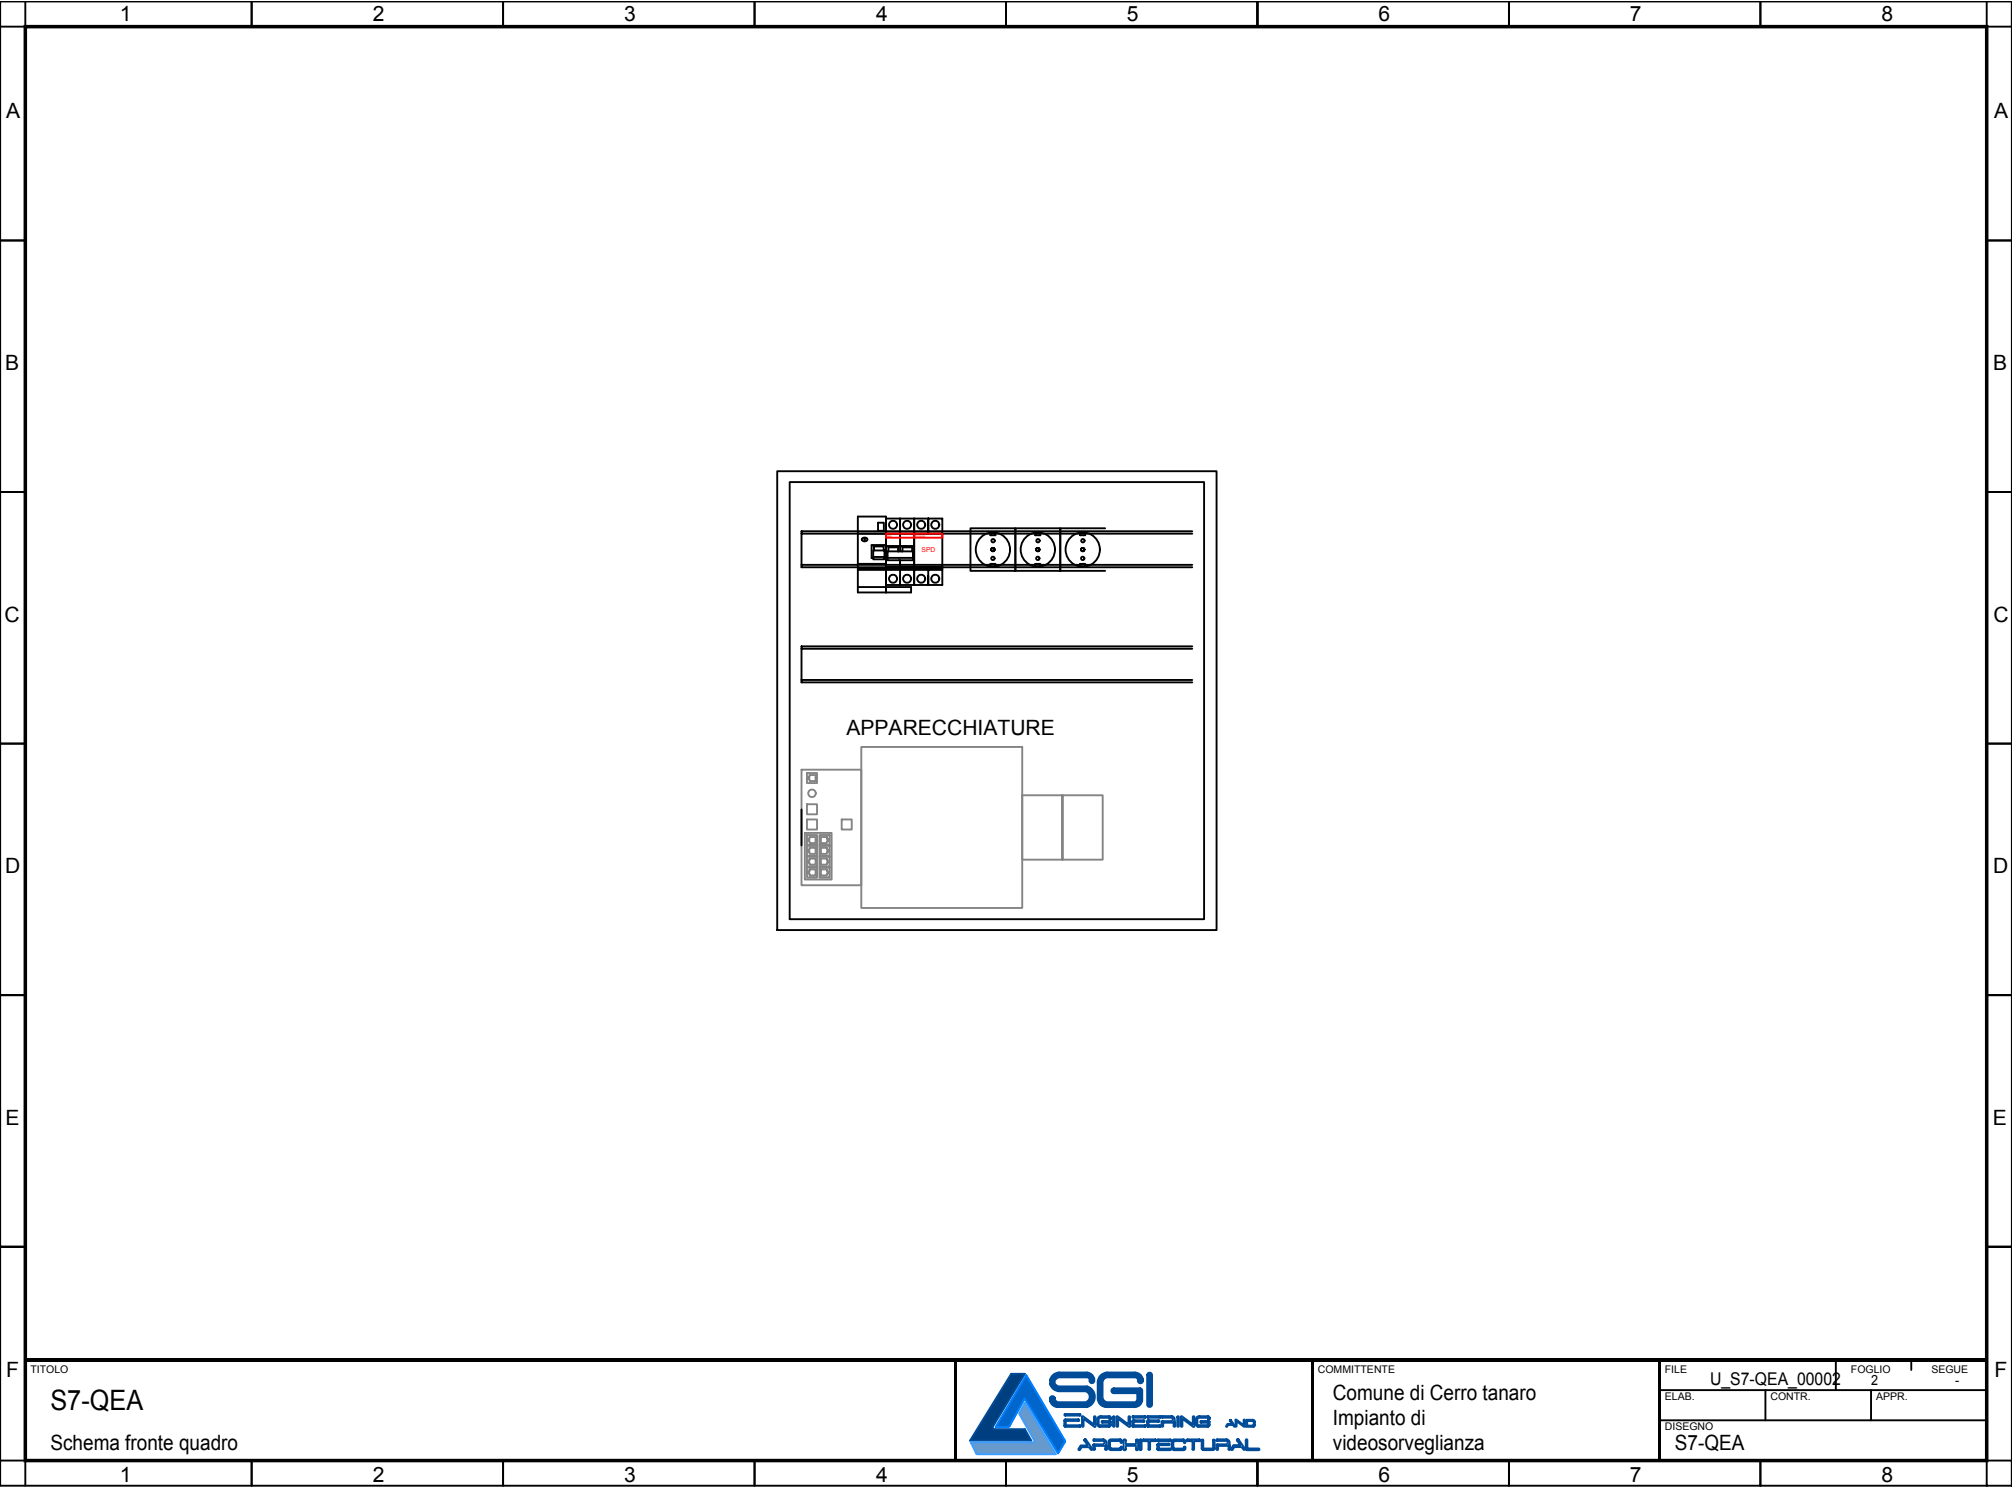 1 2 3 4 5 6 7 8
A A
B B
SPD
C C
APPARECCHIATURE
D D
E E
F F
TITOLO
S7-QEA
Schema fronte quadro
SGI
ENGINEERING AND
ARCHITECTURAL
COMMITTENTE
Comune di Cerro tanaro
Impianto di
videosorveglianza
FILE U_S7-QEA_00002 FOGLIO 2 SEGUE -
ELAB. CONTR. APPR.
DISEGNO
S7-QEA
1 2 3 4 5 6 7 8